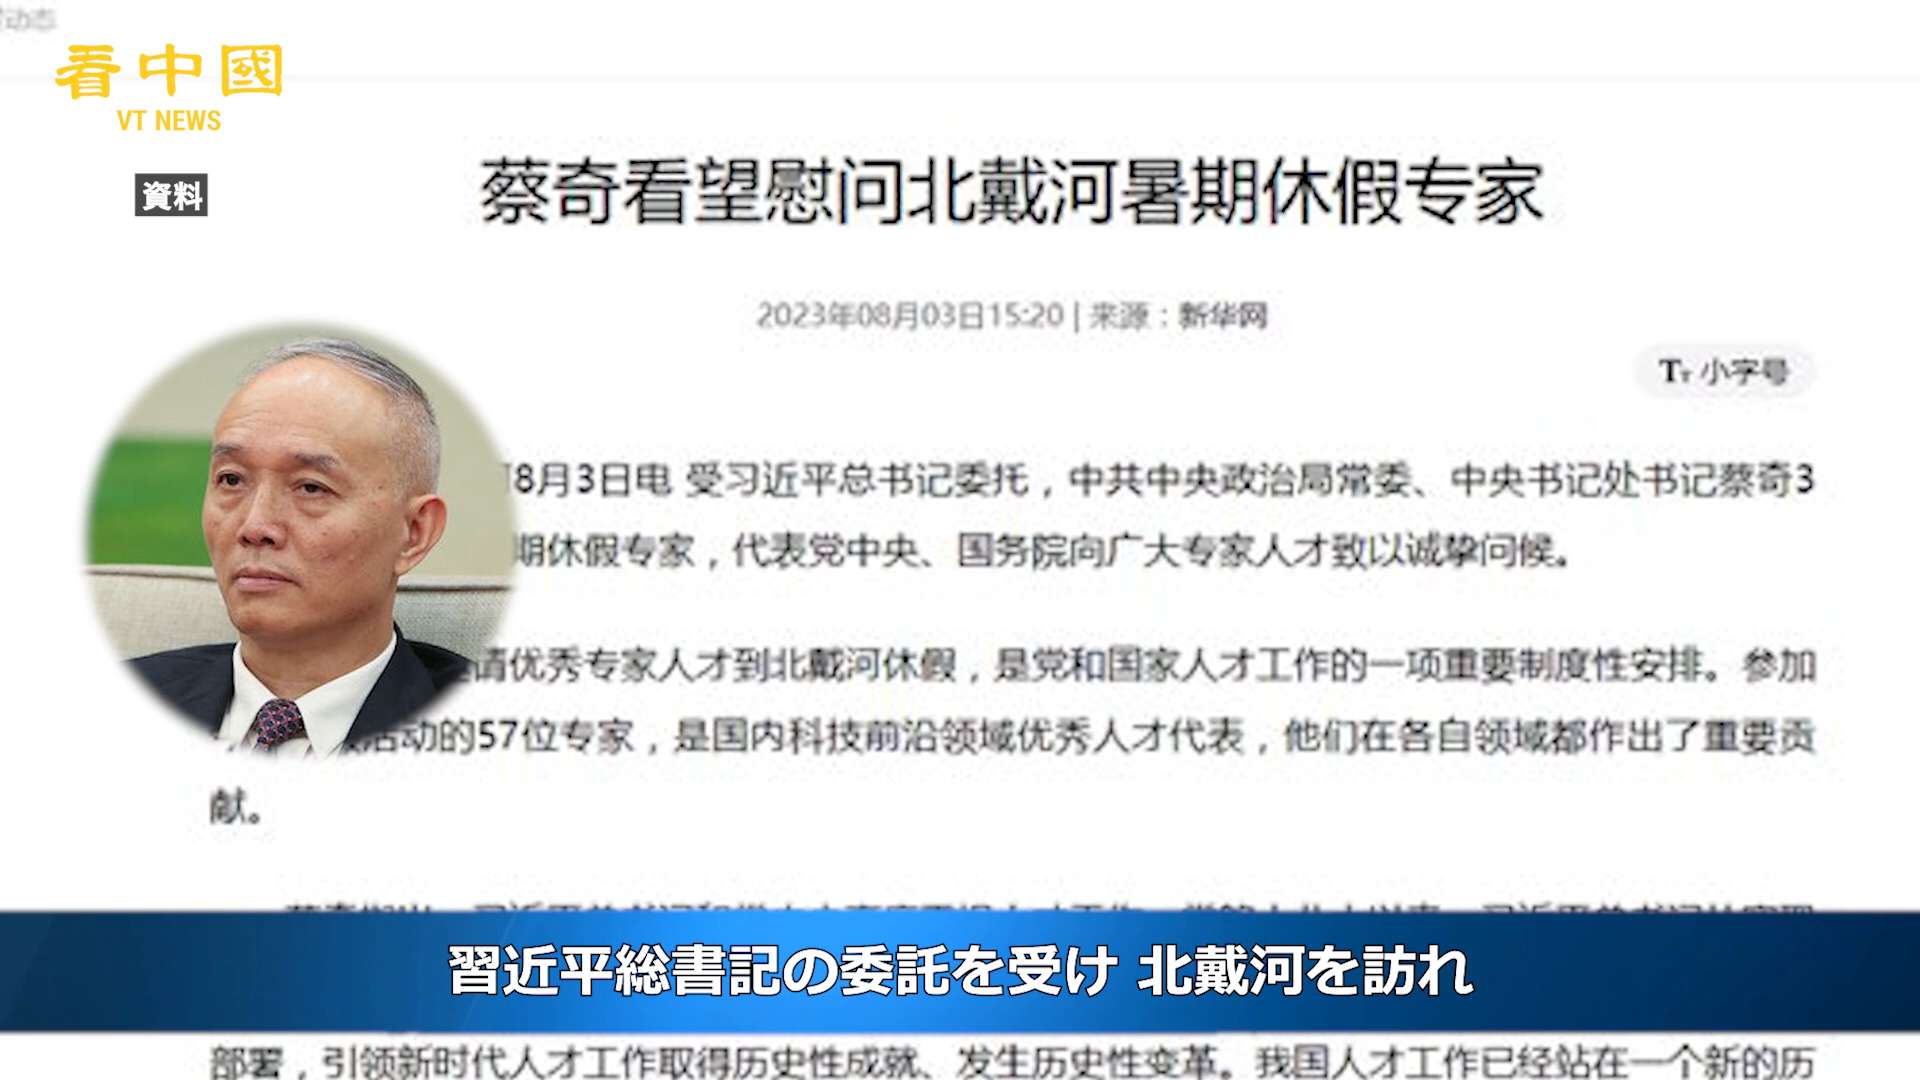 动态
看中國
VT NEWS
資料
蔡奇看望慰问北戴河暑期休假专家
2023年08月03日15:20 | 来源：新华网
Tт 小字号
8月3日电 受习近平总书记委托，中共中央政治局常委、中央书记处书记蔡奇3
期休假专家，代表党中央、国务院向广大专家人才致以诚挚问候。
请优秀专家人才到北戴河休假，是党和国家人才工作的一项重要制度性安排。参加
活动的57位专家，是国内科技前沿领域优秀人才代表，他们在各自领域都作出了重要贡
献。
習近平総書記の委託を受け 北戴河を訪れ
部署，引领新时代人才工作取得历史性成就、发生历史性变革。我国人才工作已经站在一个新的历